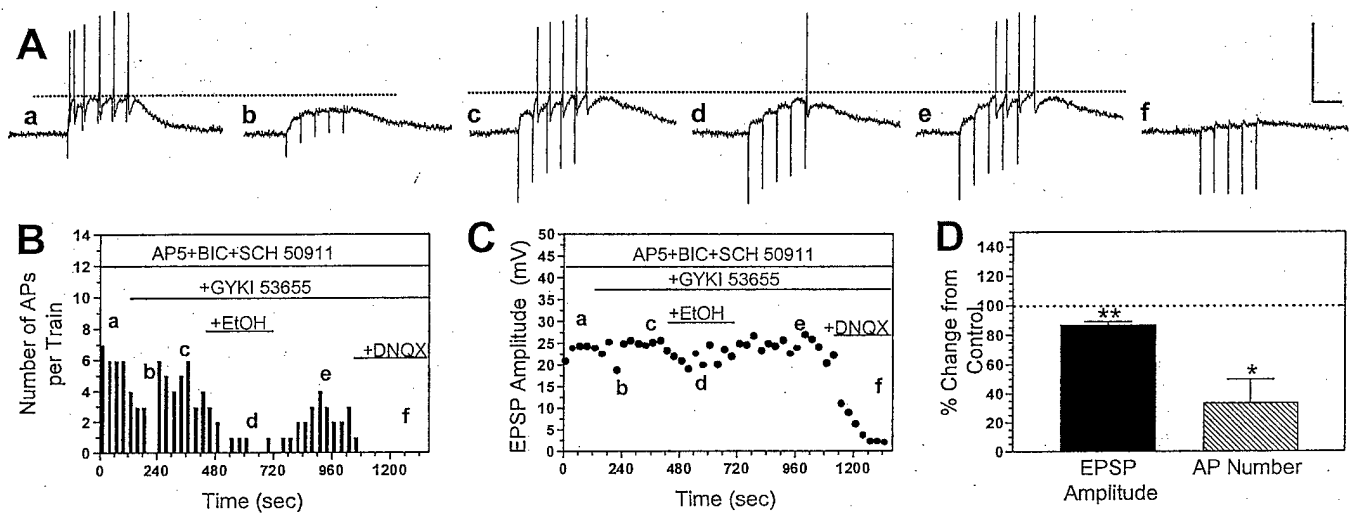 A
a
b
c
d
e
f
B
Number of APs
per Train
14
12
10
8
6
4
2
0
AP5+BIC+SCH 50911
+GYKI 53655
+EtOH
+DNQX
a
b
c
d
e
f
0
240
480
720
960
1200
Time (sec)
C
EPSP Amplitude (mV)
50
45
40
35
30
25
20
15
10
5
0
AP5+BIC+SCH 50911
+GYKI 53655
+EtOH
+DNQX
a
b
c
d
e
f
0
240
480
720
960
1200
Time (sec)
D
% Change from
Control
140
120
100
80
60
40
20
0
**
*
EPSP
Amplitude
AP Number